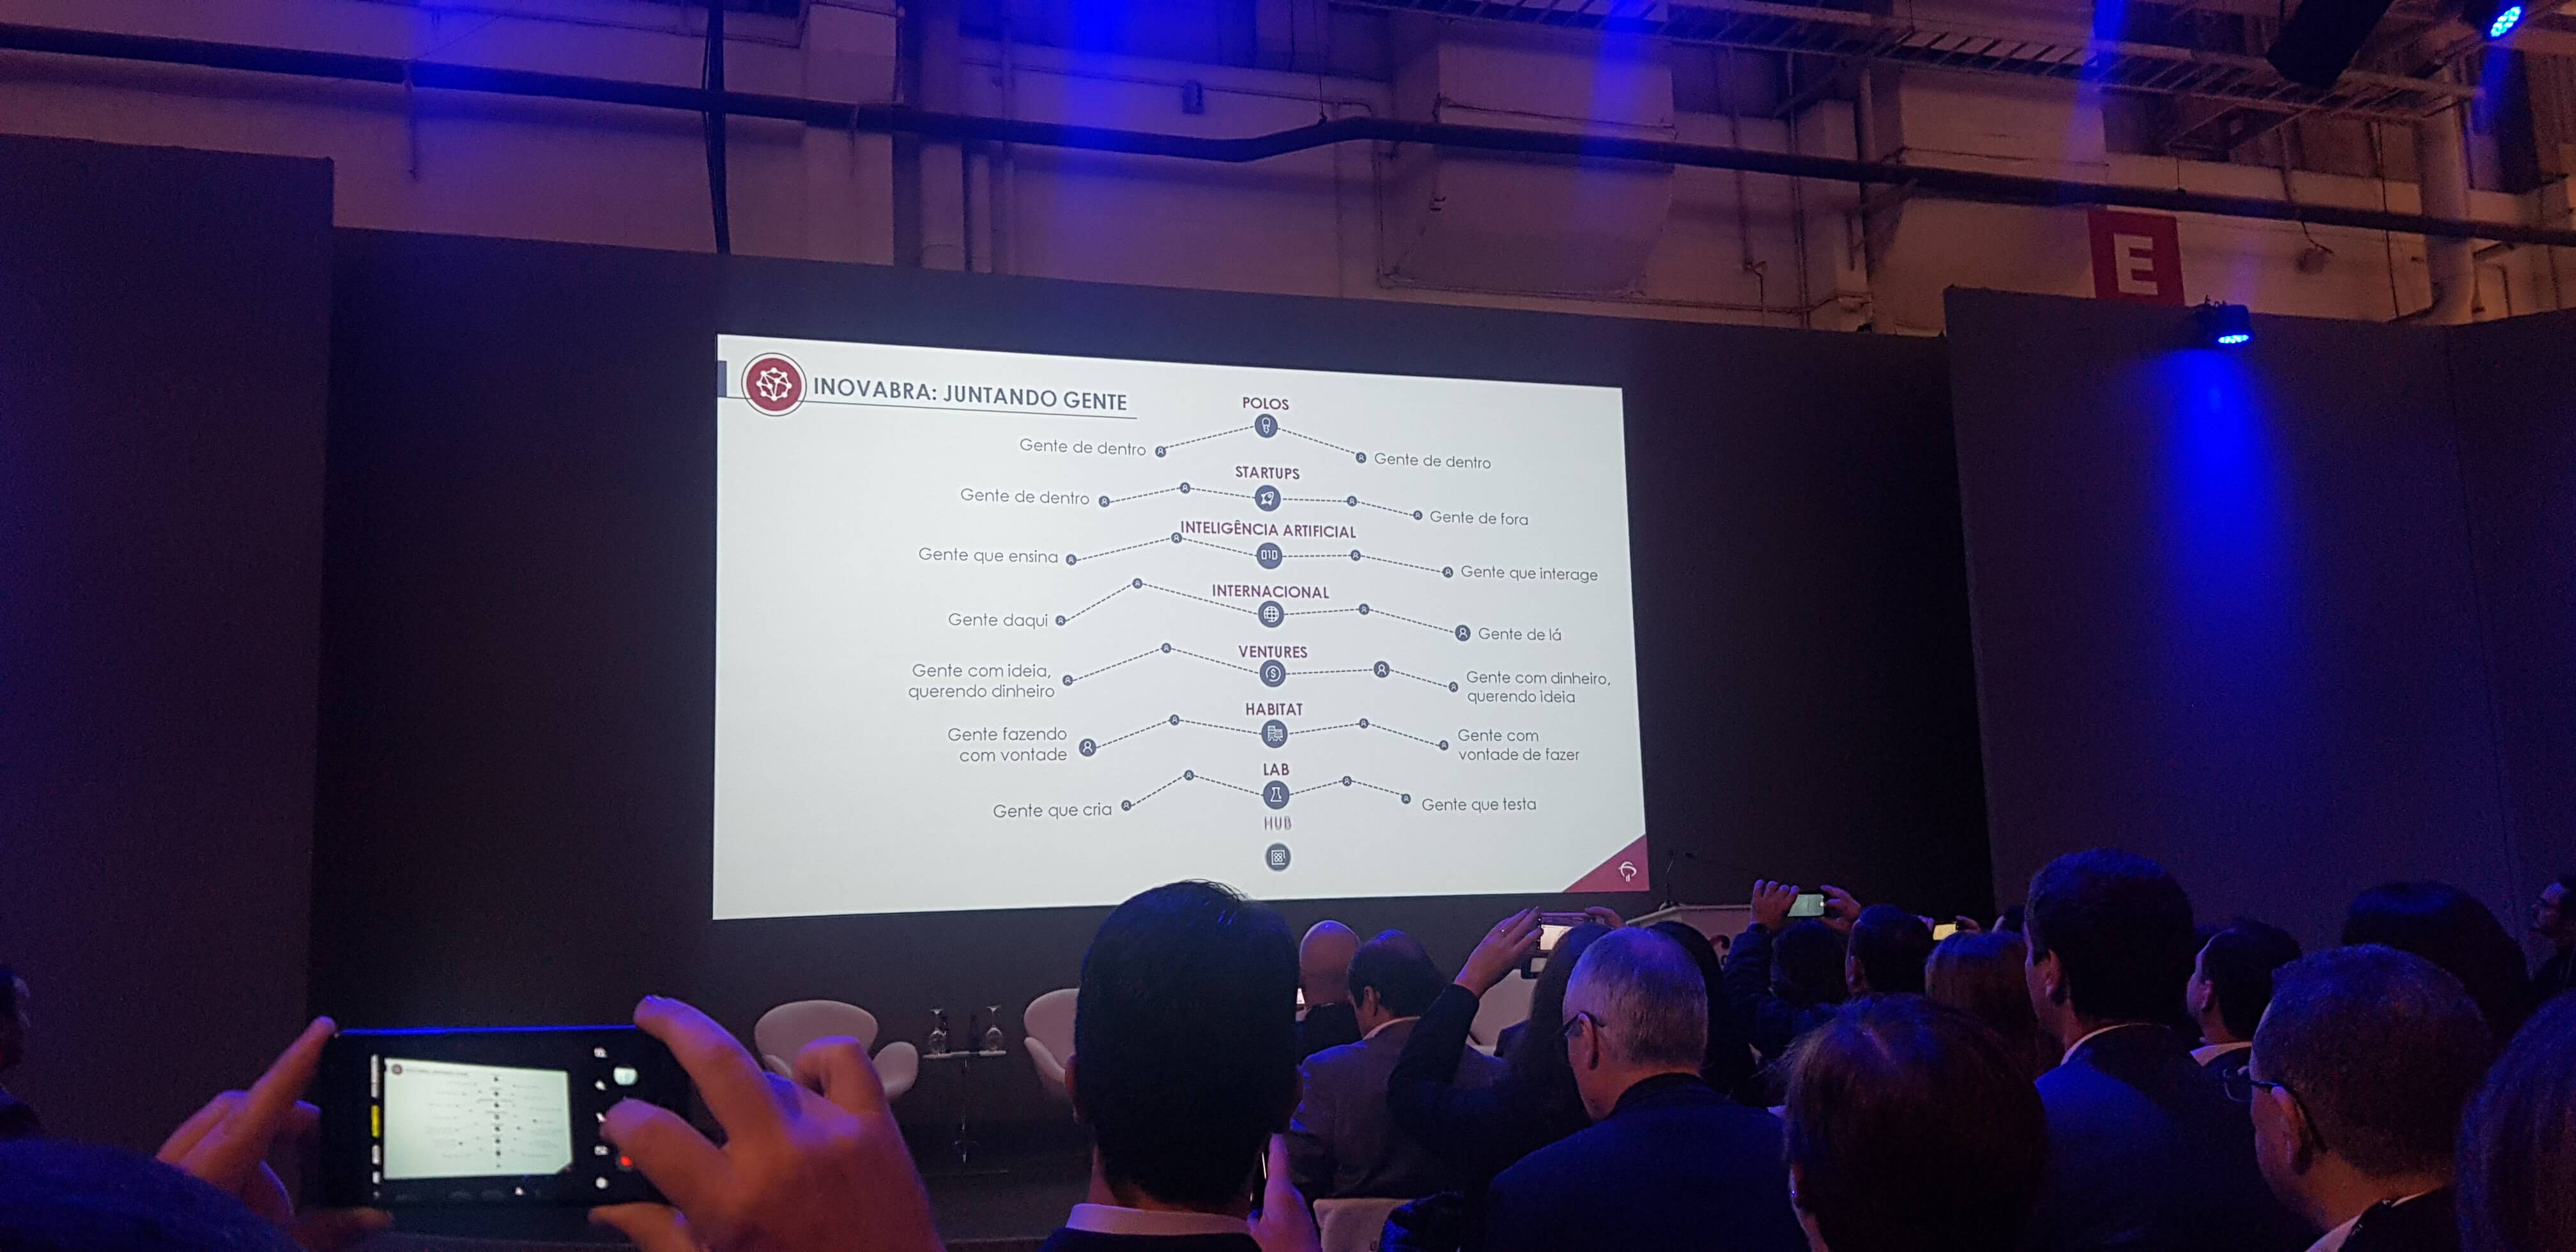 E
INOVABRA: JUNTANDO GENTE
POLOS
Gente de dentro
Gente de dentro
STARTUPS
Gente de dentro
Gente de fora
INTELIGÊNCIA ARTIFICIAL
Gente que ensina
010
Gente que interage
INTERNACIONAL
Gente daqui
Gente de lá
VENTURES
Gente com ideia,
querendo dinheiro
$
Gente com dinheiro,
querendo ideia
HABITAT
Gente fazendo
com vontade
Gente com
vontade de fazer
LAB
Gente que cria
Gente que testa
HUB